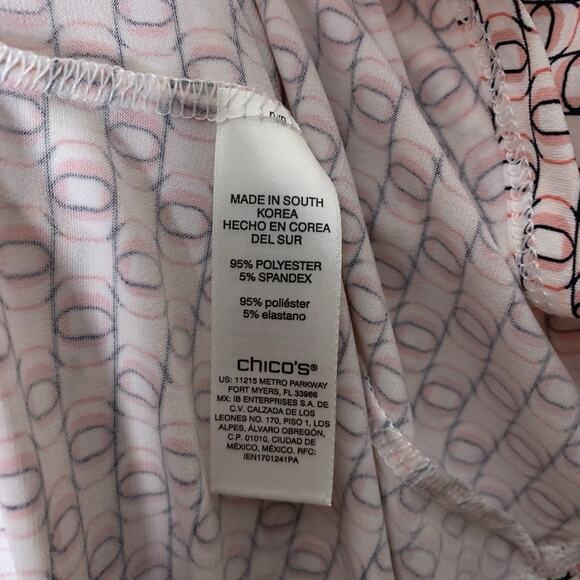 MADE IN SOUTH
KOREA
HECHO EN COREA
DEL SUR
95% POLYESTER
5% SPANDEX
95% poliéster
5% elastano
chico's®
US: 11215 METRO PARKWAY
FORT MYERS, FL 33966
MX: IB ENTERPRISES S.A. DE
C.V. CALZADA DE LOS
LEONES NO. 170, PISO 1, LOS
ALPES, ÁLVARO OBREGÓN,
C.P. 01010, CIUDAD DE
MÉXICO, MÉXICO. RFC:
IEN1701241PA